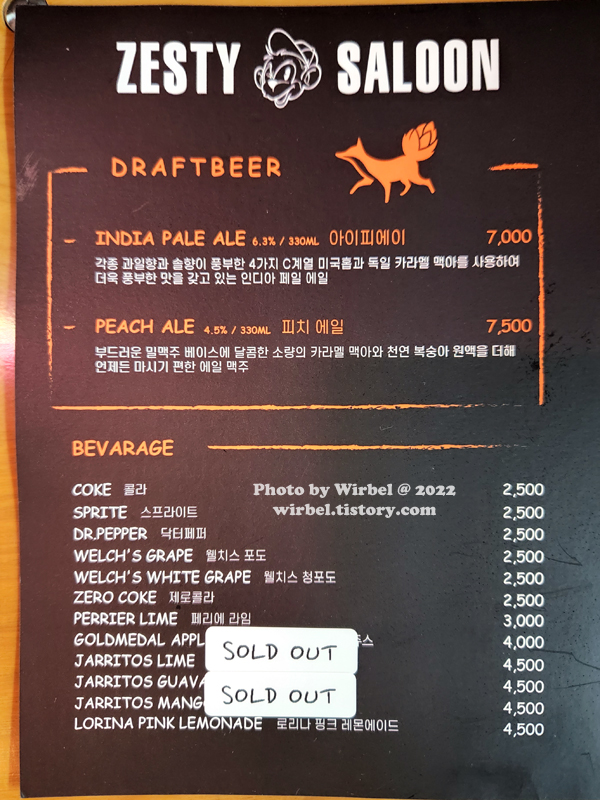 ZESTY SALOON
DRAFTBEER
– INDIA PALE ALE 6.3% / 330ML 아이피에이 7,000
각종 과일향과 솔향이 풍부한 4가지 C계열 미국홉과 독일 카라멜 맥아를 사용하여
더욱 풍부한 맛을 갖고 있는 인디아 페일 에일
– PEACH ALE 4.5% / 330ML 피치 에일 7,500
부드러운 밀맥주 베이스에 달콤한 소량의 카라멜 맥아와 천연 복숭아 원액을 더해
언제든 마시기 편한 에일 맥주
BEVARAGE
COKE 콜라 2,500
Photo by Wirbel @ 2022
SPRITE 스프라이트 2,500
wirbel.tistory.com
DR.PEPPER 닥터페퍼 2,500
WELCH'S GRAPE 웰치스 포도 2,500
WELCH'S WHITE GRAPE 웰치스 청포도 2,500
ZERO COKE 제로콜라 2,500
PERRIER LIME 페리에 라임 3,000
GOLDMEDAL 4,000
JARRITOS LIME SOLD OUT 4,500
JARRITOS GUAVA 4,500
JARRITOS SOLD OUT 4,500
LORINA PINK LEMONADE 로리나 핑크 레몬에이드 4,500